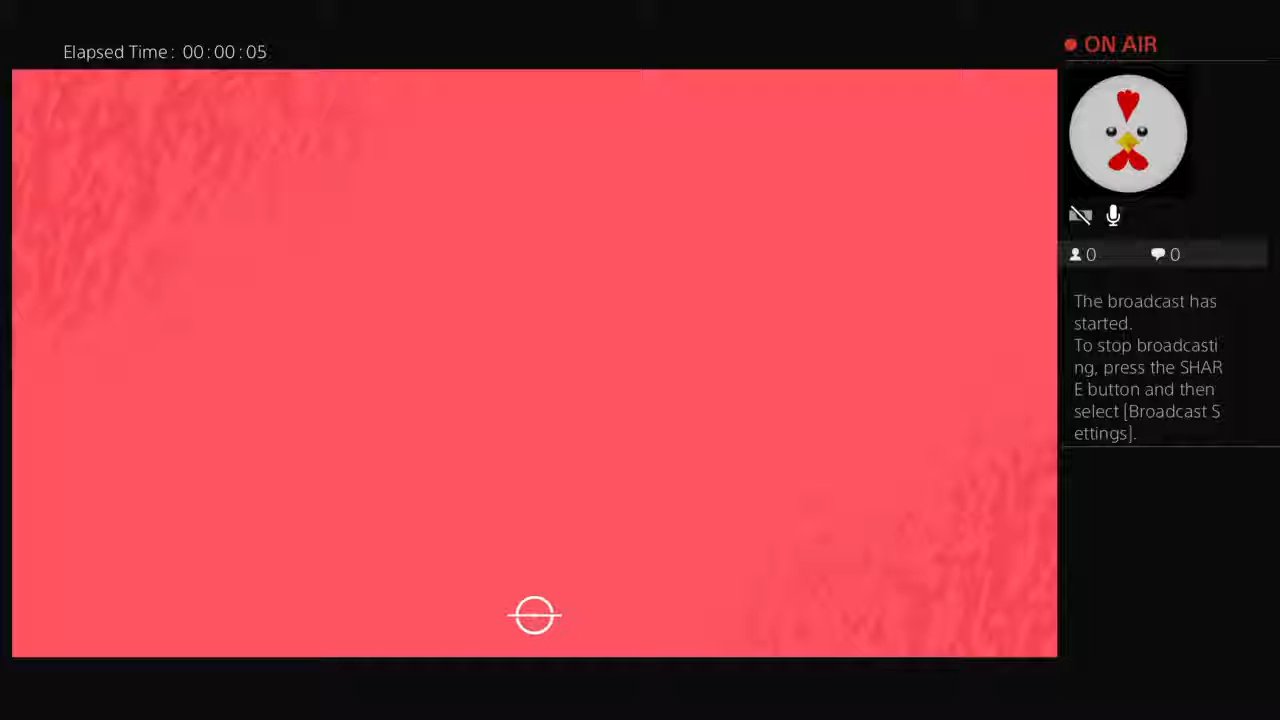 Elapsed Time: 00:00:05
ON AIR
0 0
The broadcast has
started.
To stop broadcasti
ng, press the SHAR
E button and then
select [Broadcast S
ettings].